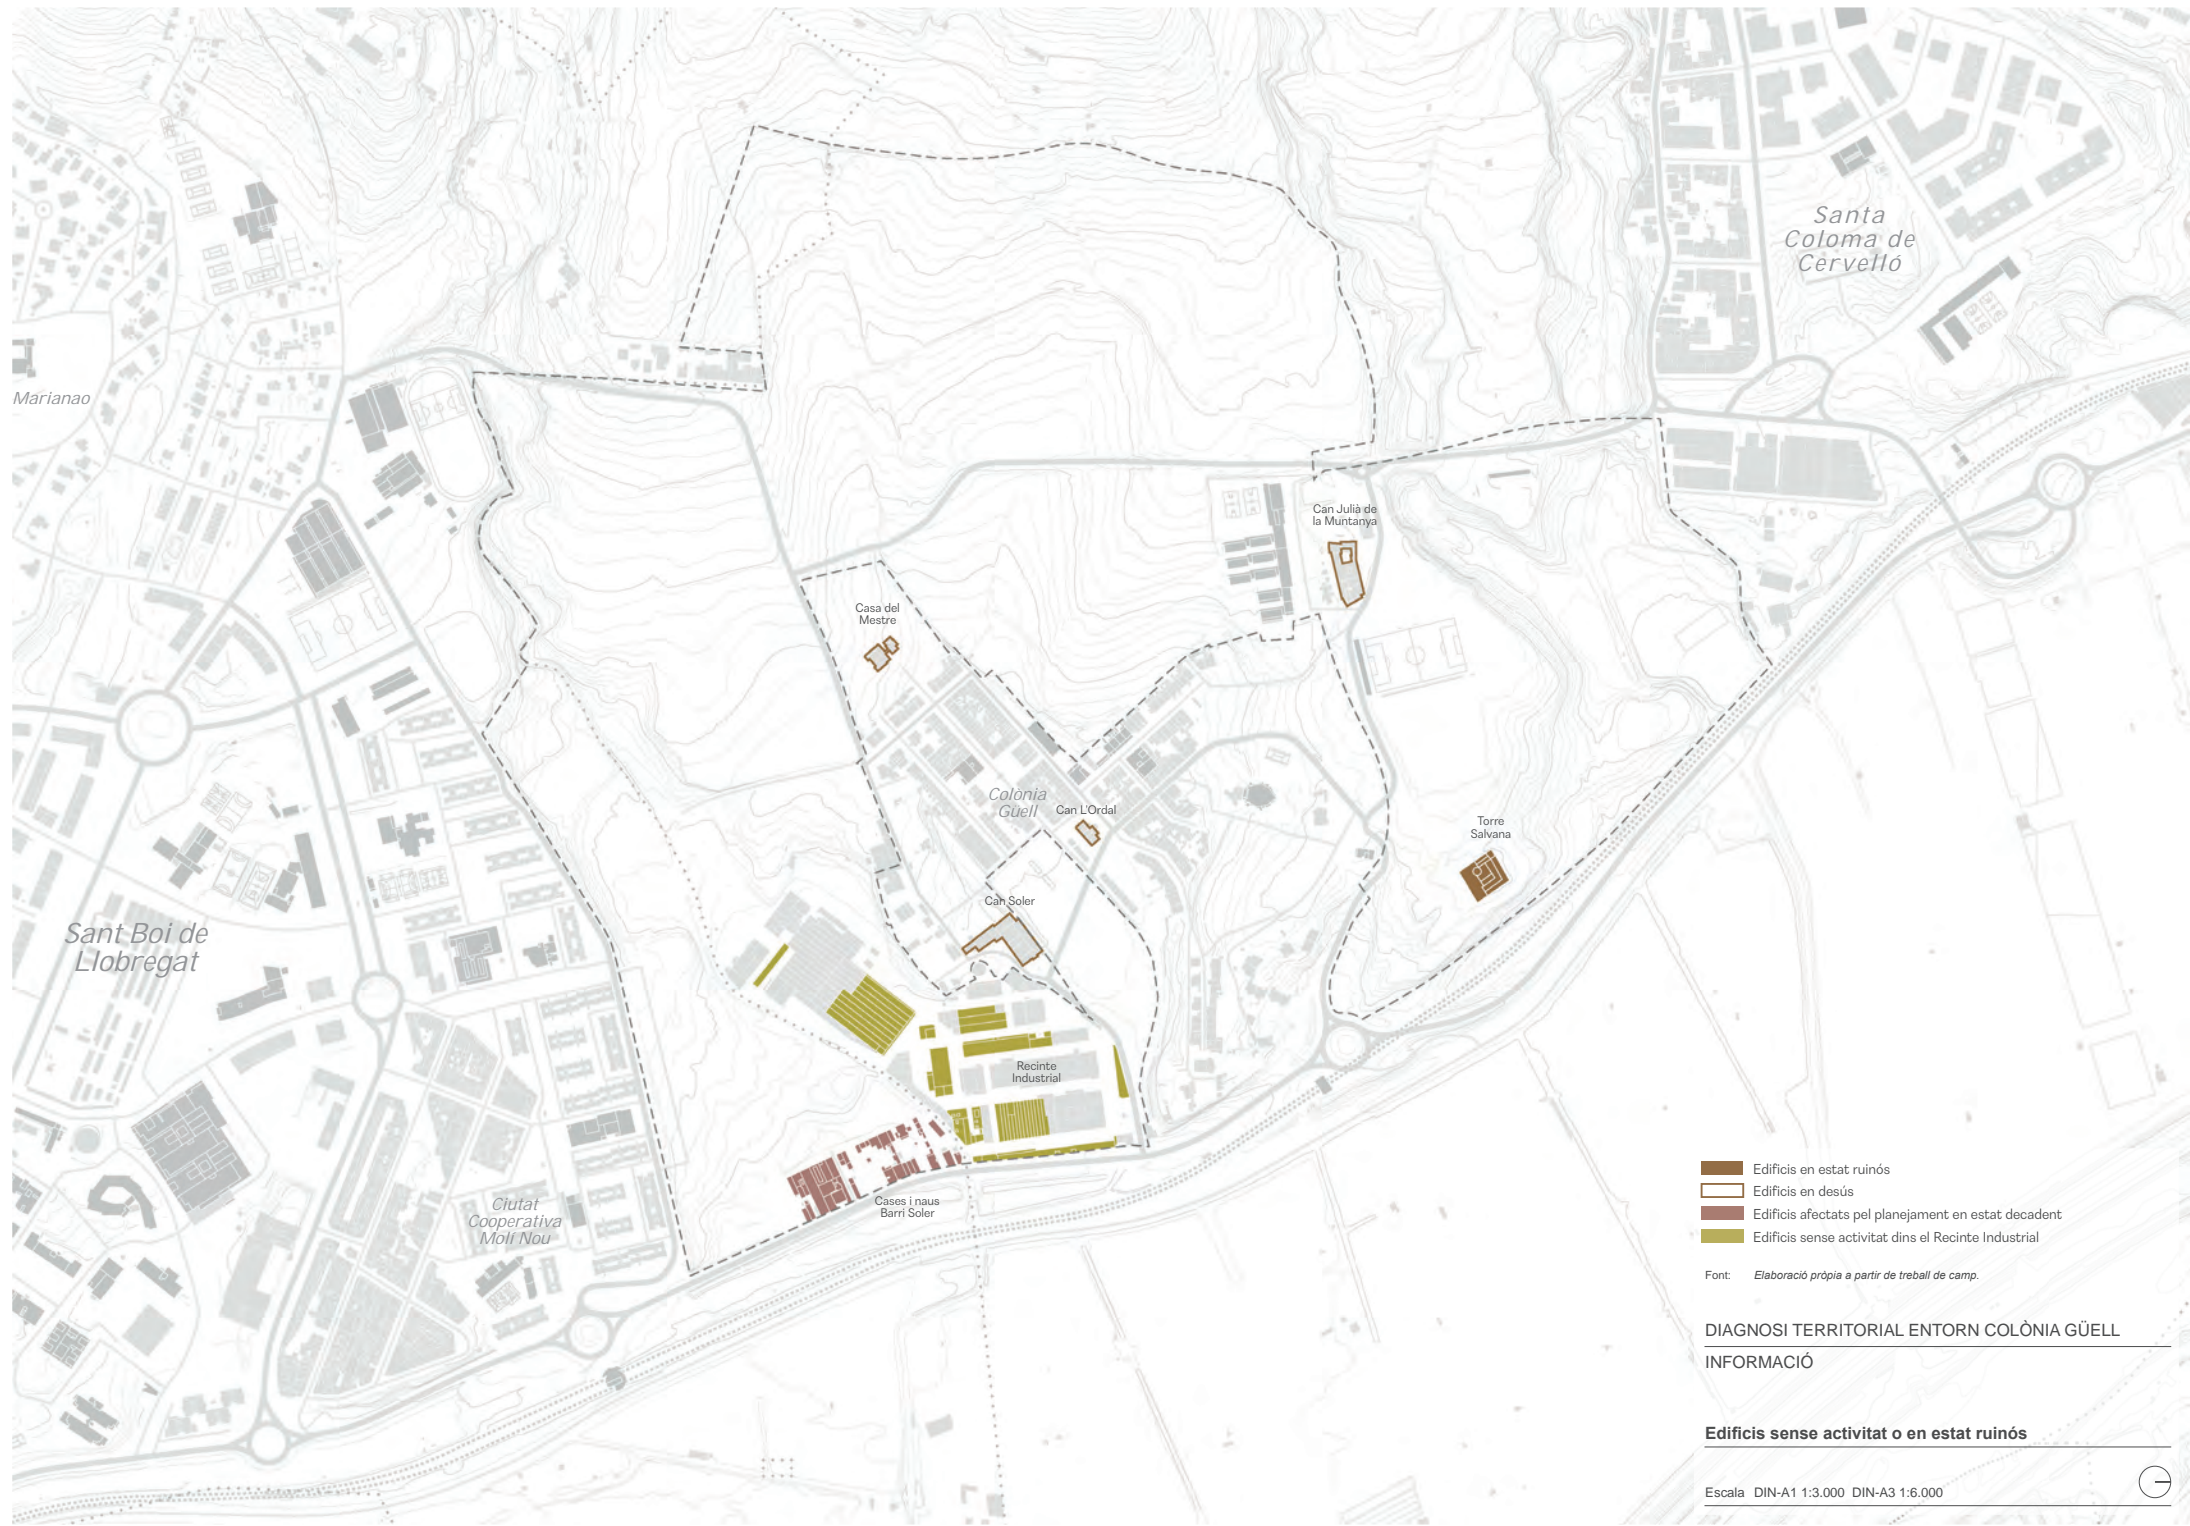 Santa
Coloma de
Cervelló
Marianao
Can Julià de
la Muntanya
Casa del
Mestre
Colònia
Güell
Can L'Ordal
Torre
Salvana
Can Soler
Sant Boi de
Llobregat
Recinte
Industrial
Cases i naus
Barri Soler
Ciutat
Cooperativa
Molí Nou
Edificis en estat ruinós
Edificis en desús
Edificis afectats pel planejament en estat decadent
Edificis sense activitat dins el Recinte Industrial
Font: Elaboració pròpia a partir de treball de camp.
DIAGNOSI TERRITORIAL ENTORN COLÒNIA GÜELL
INFORMACIÓ
Edificis sense activitat o en estat ruinós
Escala DIN-A1 1:3.000 DIN-A3 1:6.000